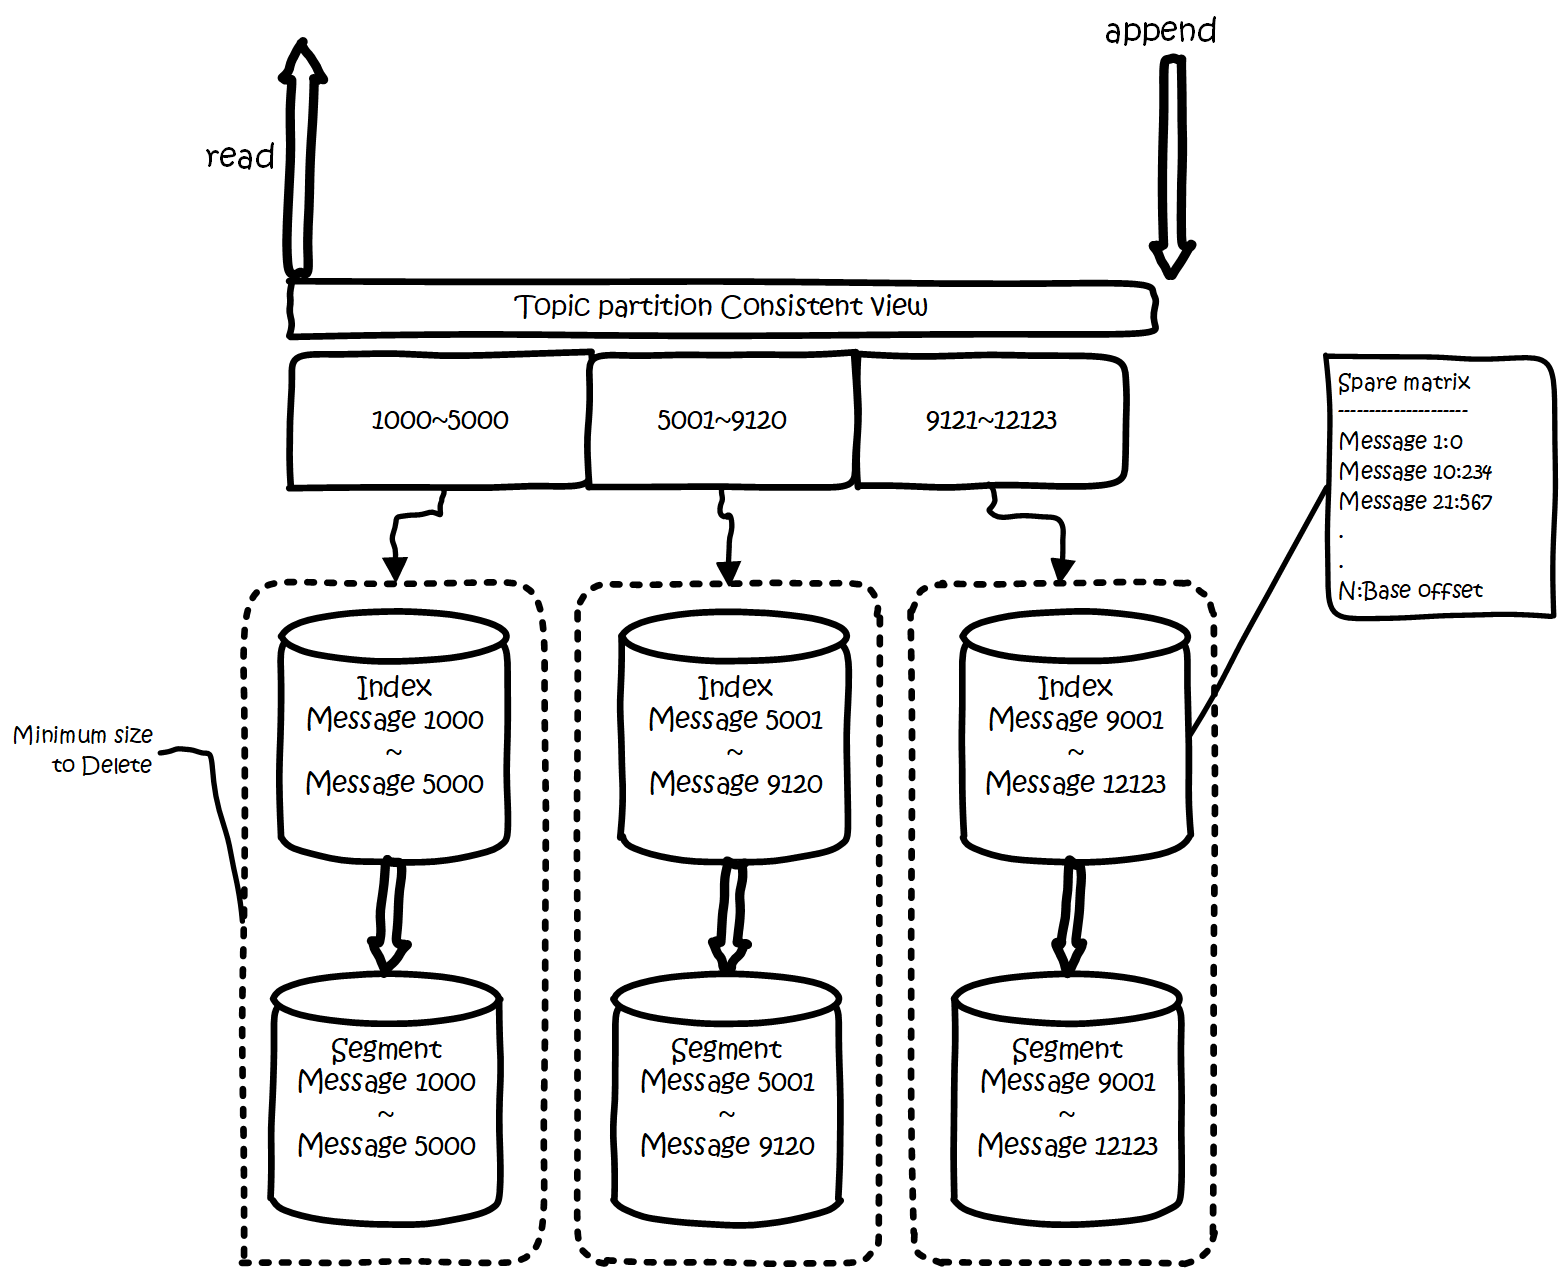 append
read
Topic partition Consistent view
1000~5000
5001~9120
9121~12123
Spare matrix
---------------------
Message 1:0
Message 10:234
Message 21:567
.
.
N:Base offset
Minimum size
to Delete
Index
Message 1000
~
Message 5000
Index
Message 5001
~
Message 9120
Index
Message 9001
~
Message 12123
Segment
Message 1000
~
Message 5000
Segment
Message 5001
~
Message 9120
Segment
Message 9001
~
Message 12123